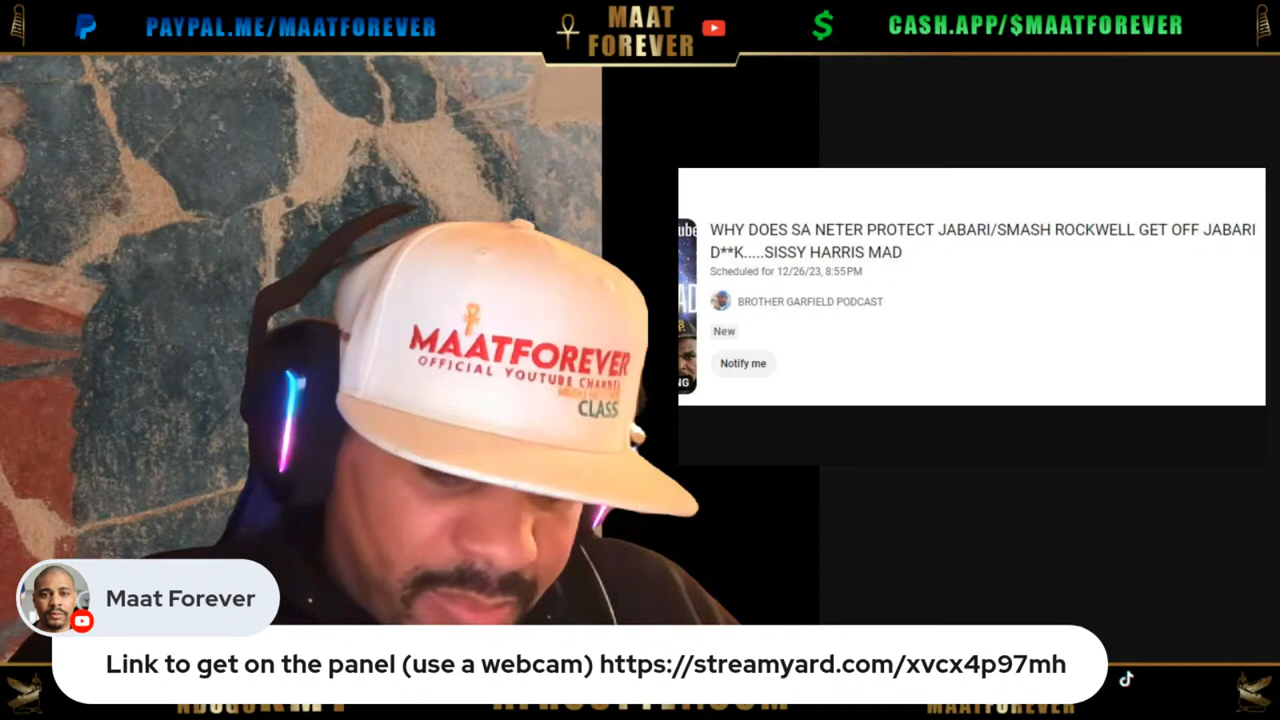 PAYPAL.ME/MAATFOREVER
MAAT
FOREVER
CASH.APP/$MAATFOREVER
WHY DOES SA NETER PROTECT JABARI/SMASH ROCKWELL GET OFF JABARI
D**K.....SISSY HARRIS MAD
Scheduled for 12/26/23, 8:55PM
BROTHER GARFIELD PODCAST
New
Notify me
MAATFOREVER
OFFICIAL YOUTUBE CHANNEL
CLASS
Maat Forever
Link to get on the panel (use a webcam) https://streamyard.com/xvcx4p97mh